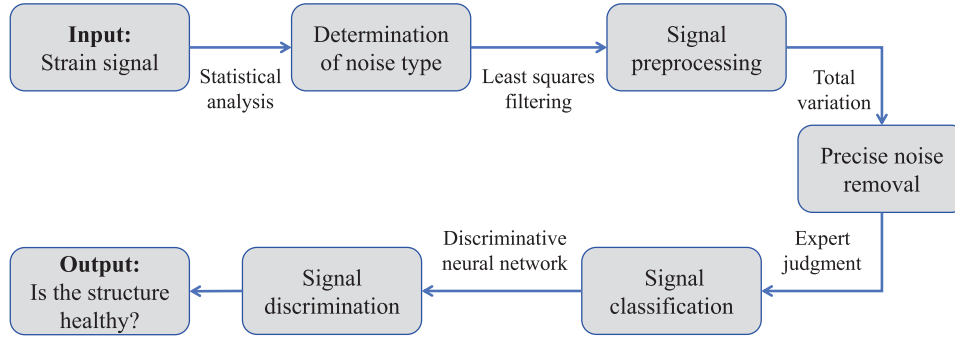 Input:
Strain signal
Statistical
analysis
Determination
of noise type
Least squares
filtering
Signal
preprocessing
Total
variation
Precise noise
removal
Expert
judgment
Signal
classification
Discriminative
neural network
Signal
discrimination
Output:
Is the structure
healthy?